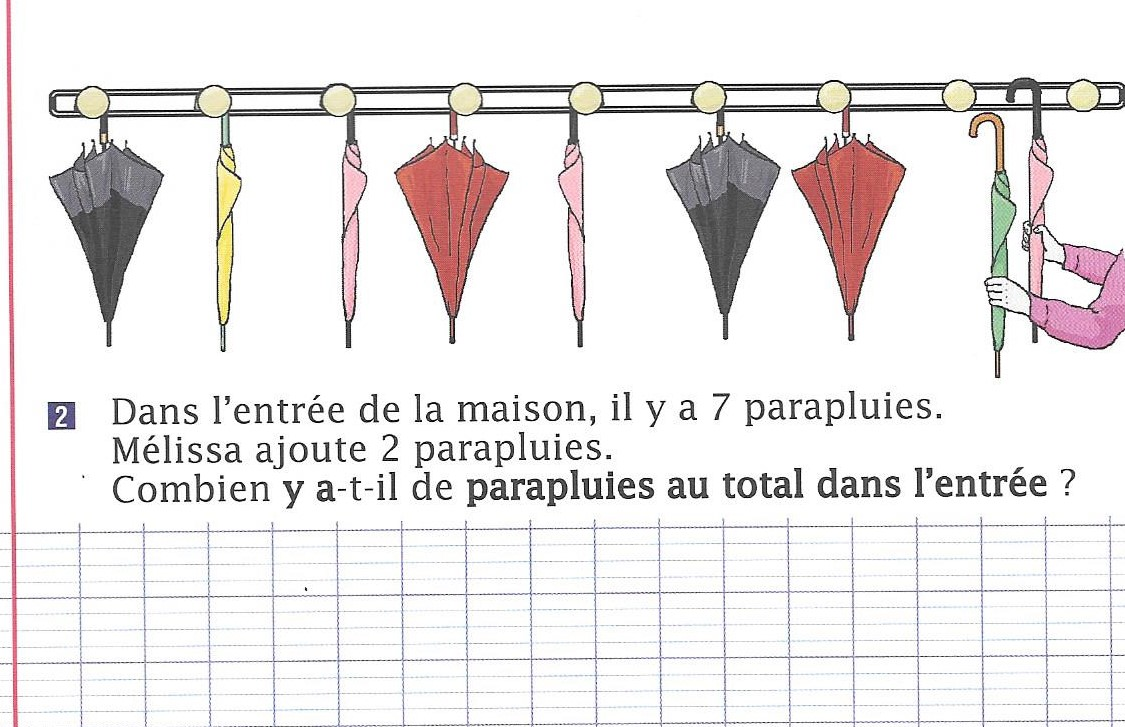 2 Dans l'entrée de la maison, il y a 7 parapluies.
Mélissa ajoute 2 parapluies.
Combien y a-t-il de parapluies au total dans l'entrée ?